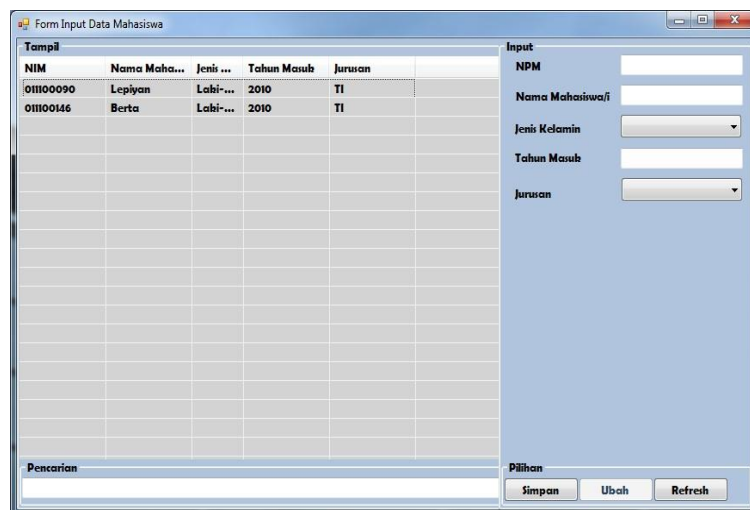 Form Input Data Mahasiswa
Tampil
NIM Nama Maha... Jenis ... Tahun Masuk Jurusan
011100090 Lepiyan Laki-... 2010 TI
011100146 Berta Laki-... 2010 TI
Pencarian
Input
NPM
Nama Mahasiswa/i
Jenis Kelamin
Tahun Masuk
Jurusan
Pilihan
Simpan Ubah Refresh